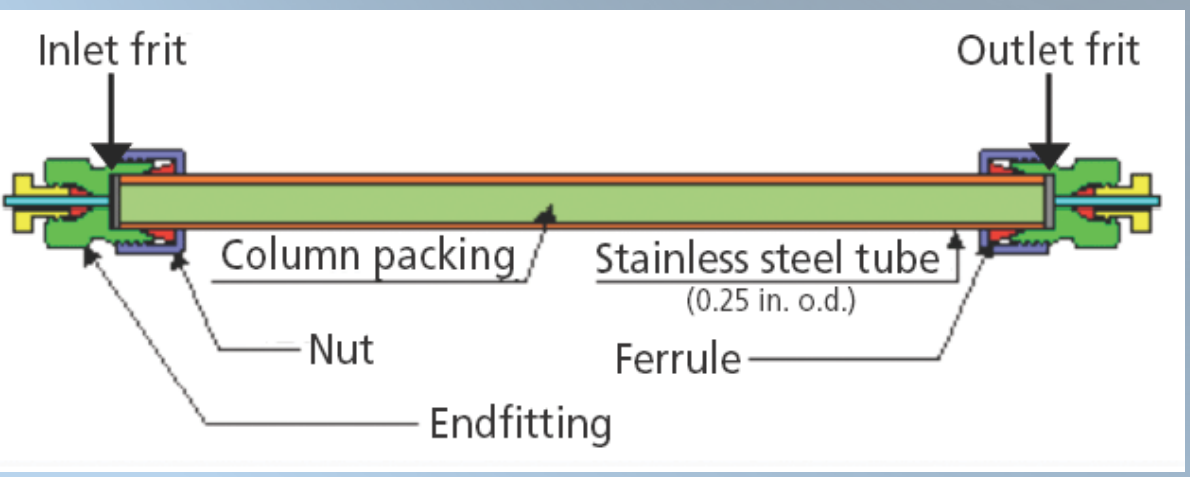 Inlet frit
Outlet frit
Column packing
Stainless steel tube
(0.25 in. o.d.)
Nut
Ferrule
Endfitting